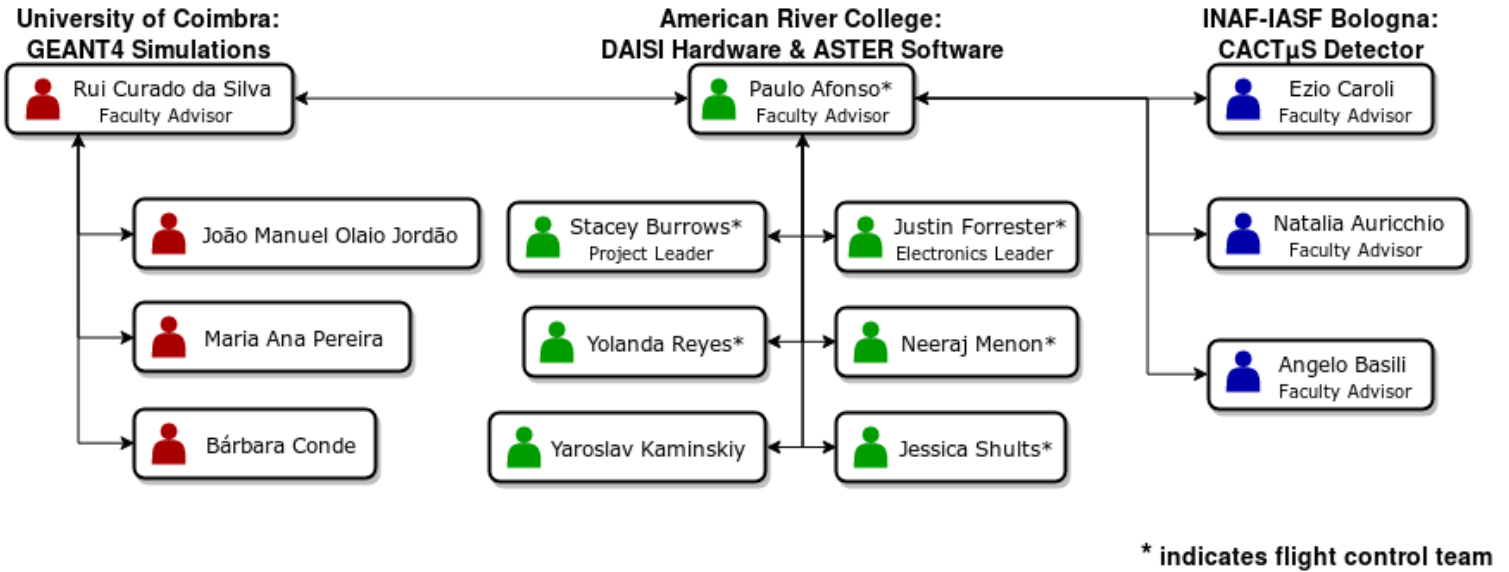 University of Coimbra:
GEANT4 Simulations
Rui Curado da Silva
Faculty Advisor
João Manuel Olaio Jordão
Maria Ana Pereira
Bárbara Conde
American River College:
DAISI Hardware & ASTER Software
Paulo Afonso*
Faculty Advisor
Stacey Burrows*
Project Leader
Justin Forrester*
Electronics Leader
Yolanda Reyes*
Neeraj Menon*
Yaroslav Kaminskiy
Jessica Shults*
INAF-IASF Bologna:
CACTµS Detector
Ezio Caroli
Faculty Advisor
Natalia Auricchio
Faculty Advisor
Angelo Basili
Faculty Advisor
* indicates flight control team